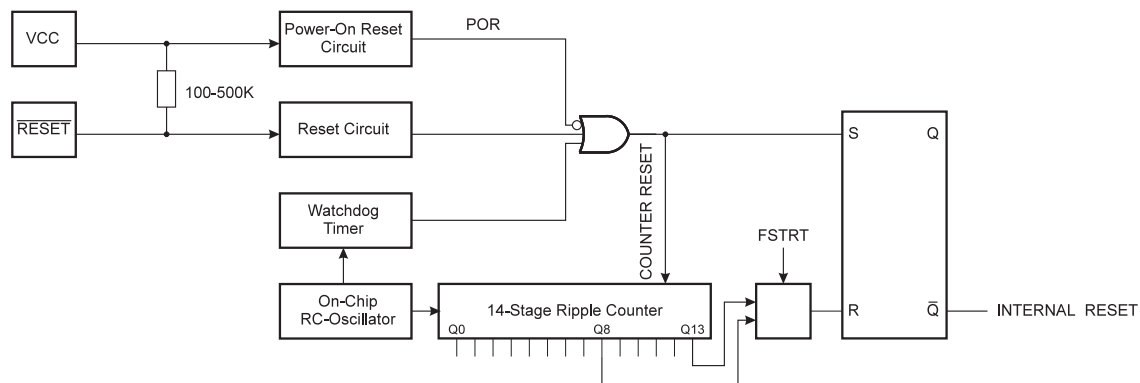 VCC
Power-On Reset
Circuit
POR
100-500K
RESET
Reset Circuit
S
Q
Watchdog
Timer
COUNTER RESET
FSTRT
On-Chip
RC-Oscillator
14-Stage Ripple Counter
Q0
Q8
Q13
R
Q̅
INTERNAL RESET